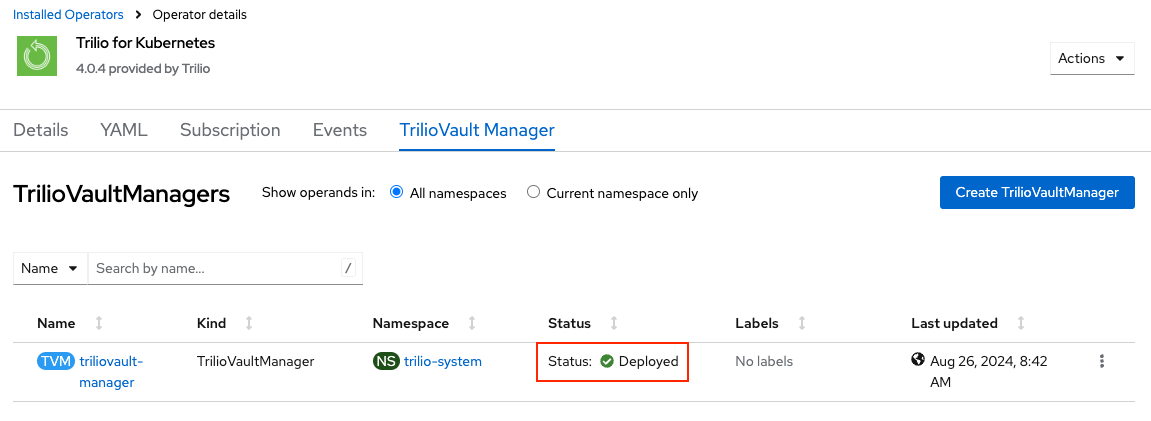 Installed Operators > Operator details
Trilio for Kubernetes
4.0.4 provided by Trilio
Actions
Details YAML Subscription Events TrilioVault Manager
TrilioVaultManagers Show operands in: All namespaces Current namespace only Create TrilioVaultManager
Name Search by name... /
Name Kind Namespace Status Labels Last updated
TVM triliovault- TrilioVaultManager NS trilio-system Status: Deployed No labels Aug 26, 2024, 8:42
manager AM